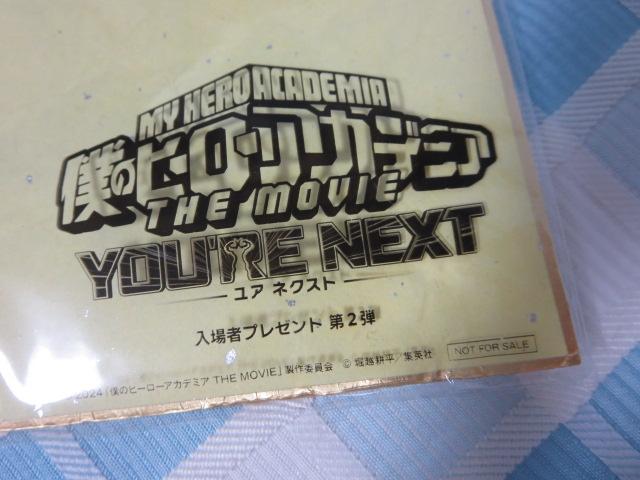 MY HERO ACADEMIA
僕のヒーローアカデミア
THE MOVIE
YOU'RE NEXT
ユア ネクスト
入場者プレゼント 第2弾
2024「僕のヒーローアカデミア THE MOVIE」製作委員会 © 堀越耕平／集英社
NOT FOR SALE